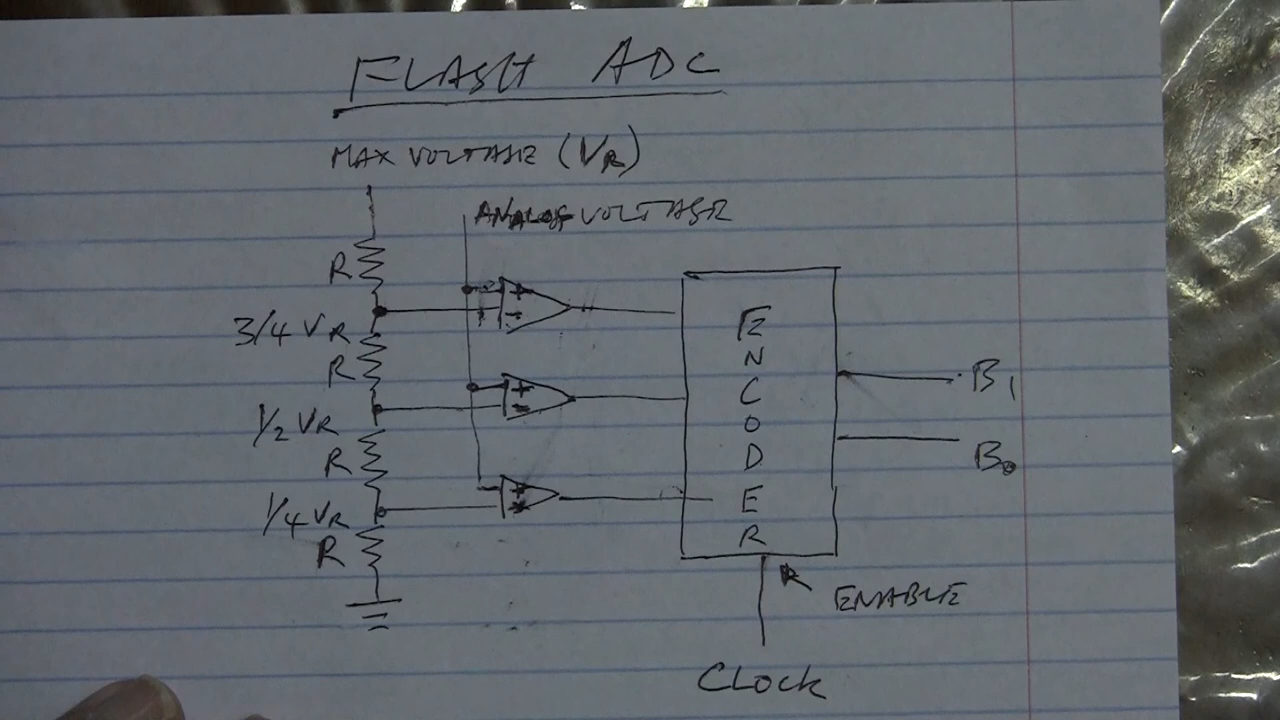 FLASH ADC
MAX VOLTAGE (VR)
ANALOG VOLTAGE
R
+
-
3/4 VR
R
+
-
1/2 VR
R
+
1/4 VR
R
ENCODER
B1
B0
ENABLE
CLOCK